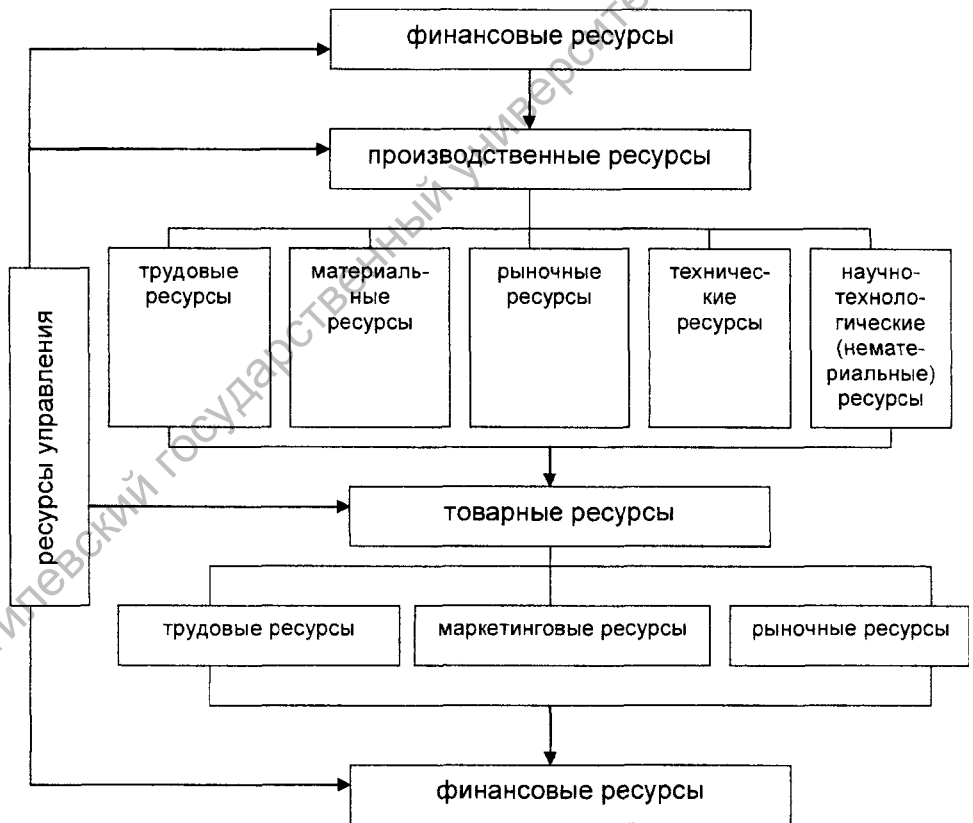 финансовые ресурсы
производственные ресурсы
трудовые
ресурсы
материаль-
ные
ресурсы
рыночные
ресурсы
техничес-
кие
ресурсы
научно-
техноло-
гические
(немате-
риальные)
ресурсы
ресурсы управления
товарные ресурсы
трудовые ресурсы
маркетинговые ресурсы
рыночные ресурсы
финансовые ресурсы
государственный